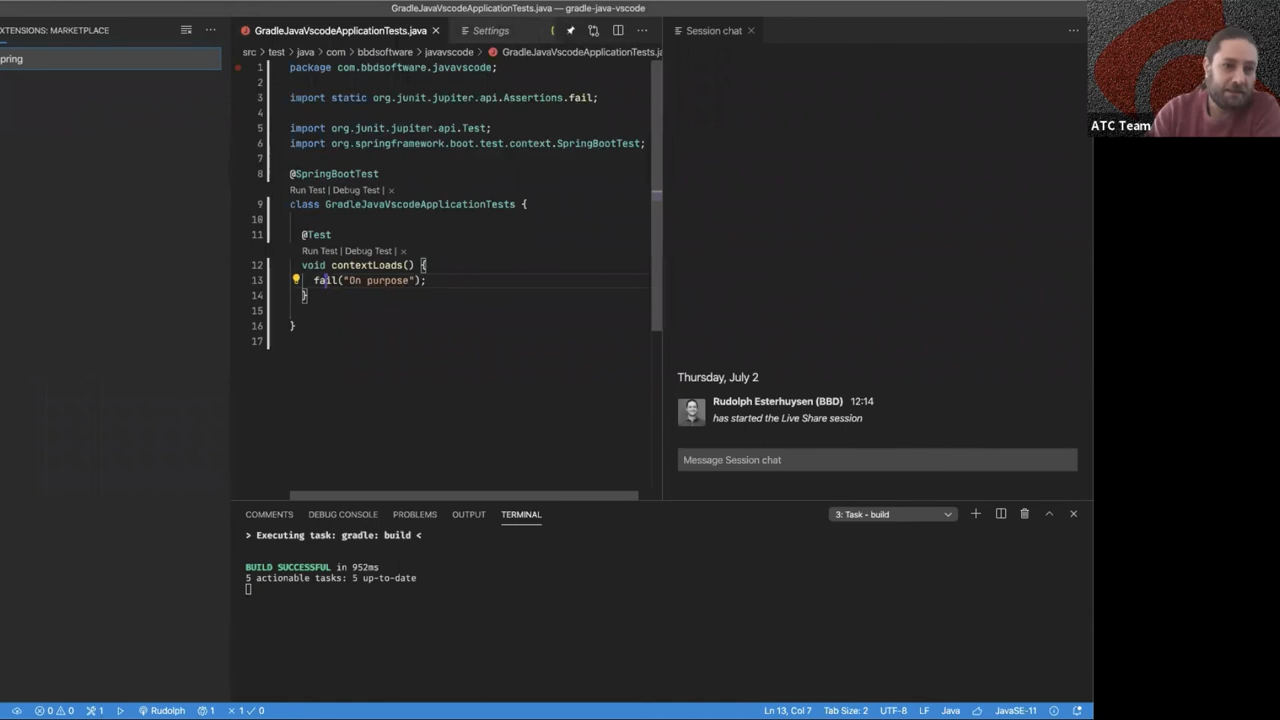 GradleJavaVscodeApplicationTests.java — gradle-java-vscode
EXTENSIONS: MARKETPLACE
pring
GradleJavaVscodeApplicationTests.java
Settings
src > test > java > com > bbdsoftware > javavscode > GradleJavaVscodeApplicationTests.ja
1 package com.bbdsoftware.javavscode;
2
3 import static org.junit.jupiter.api.Assertions.fail;
4
5 import org.junit.jupiter.api.Test;
6 import org.springframework.boot.test.context.SpringBootTest;
7
8 @SpringBootTest
Run Test | Debug Test |
9 class GradleJavaVscodeApplicationTests {
10
11 @Test
Run Test | Debug Test |
12 void contextLoads() {
13 fail("On purpose");
14 }
15
16 }
17
Session chat
Thursday, July 2
Rudolph Esterhuysen (BBD) 12:14
has started the Live Share session
Message Session chat
ATC Team
COMMENTS DEBUG CONSOLE PROBLEMS OUTPUT TERMINAL
3: Task - build
> Executing task: gradle: build <
BUILD SUCCESSFUL in 952ms
5 actionable tasks: 5 up-to-date
0 0 1 Rudolph 1 1 0
Ln 13, Col 7 Tab Size: 2 UTF-8 LF Java JavaSE-11